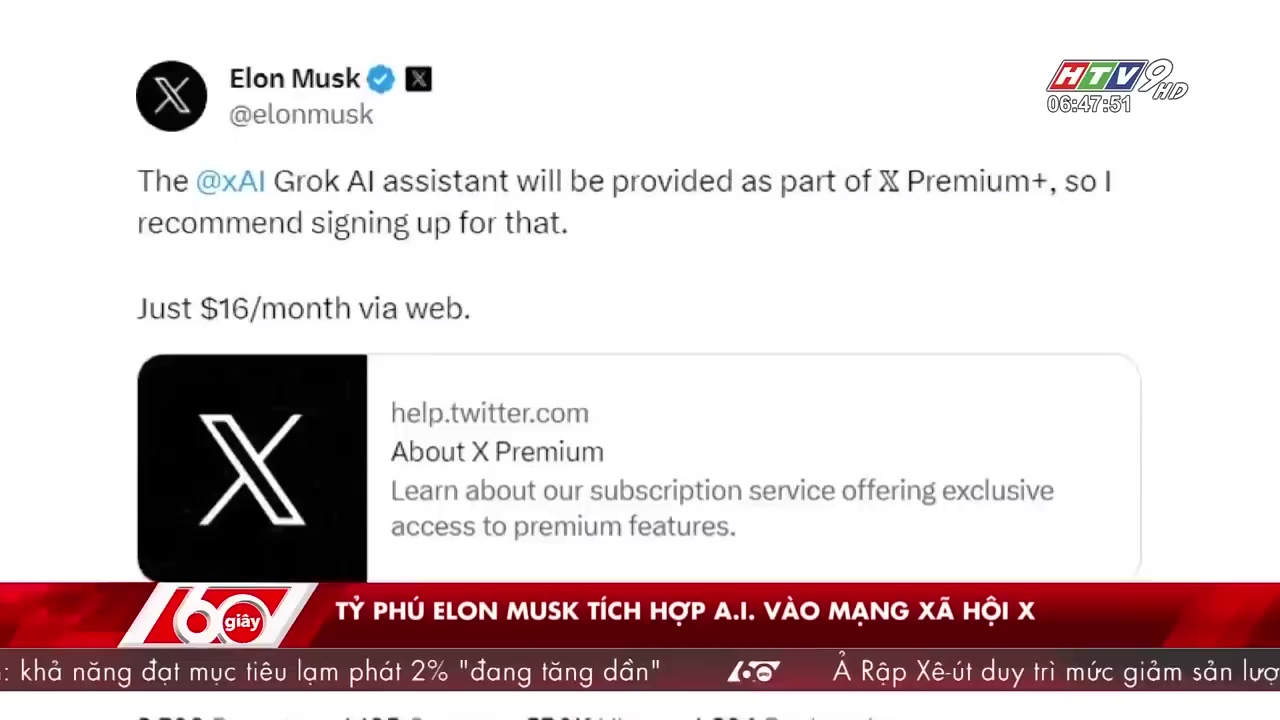 Elon Musk
@elonmusk
HTV9 HD
06:47:51
The @xAI Grok AI assistant will be provided as part of 𝕏 Premium+, so I
recommend signing up for that.
Just $16/month via web.
help.twitter.com
About X Premium
Learn about our subscription service offering exclusive
access to premium features.
60 giây
TỶ PHÚ ELON MUSK TÍCH HỢP A.I. VÀO MẠNG XÃ HỘI X
: khả năng đạt mục tiêu lạm phát 2% "đang tăng dần" 60 giây Ả Rập Xê-út duy trì mức giảm sản